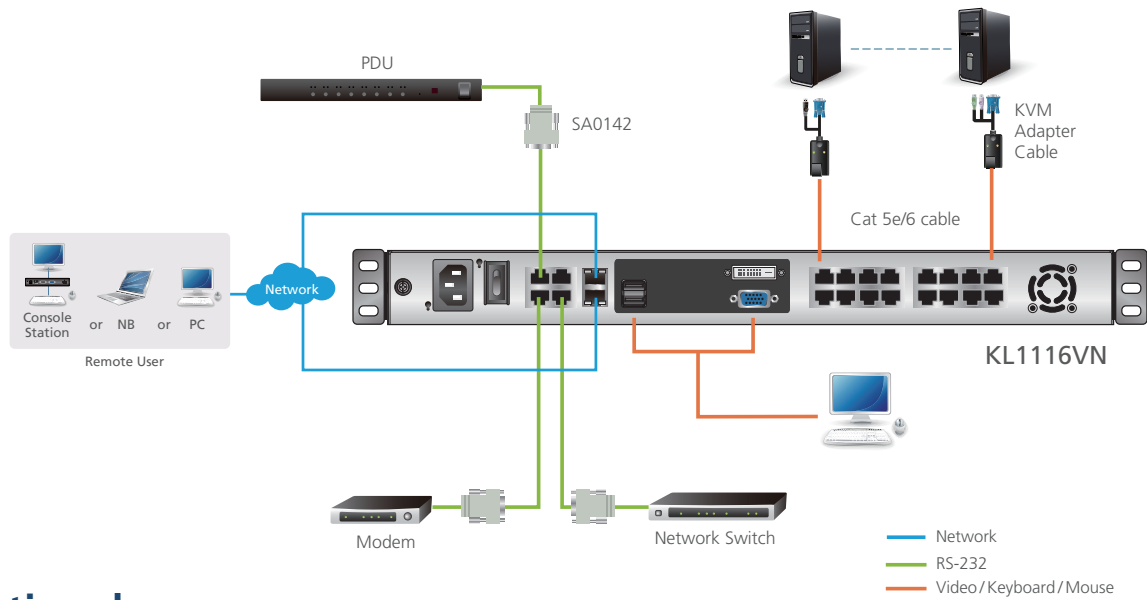 PDU
SA0142
KVM
Adapter
Cable
Cat 5e/6 cable
Network
Console
Station
or
NB
or
PC
Remote User
KL1116VN
Modem
Network Switch
Network
RS-232
Video/Keyboard/Mouse